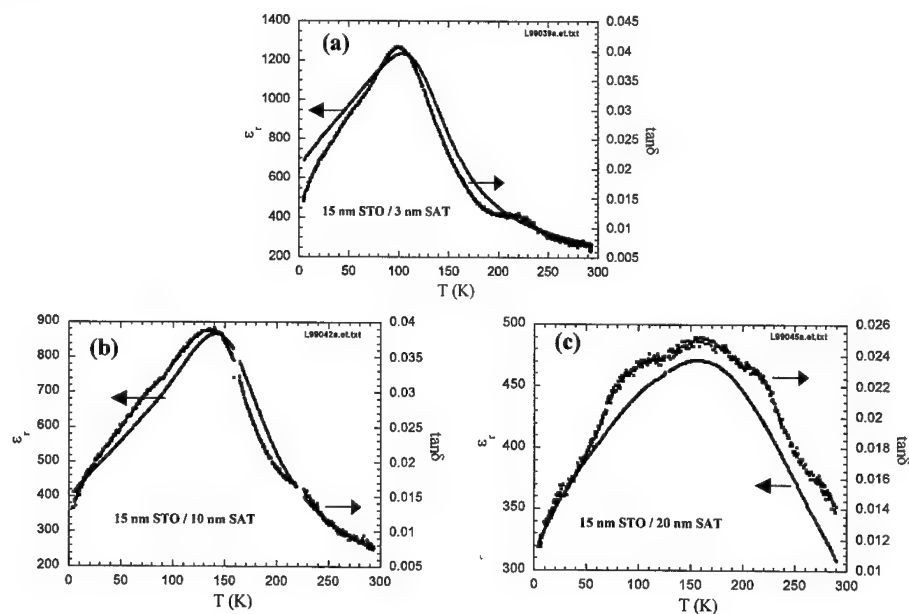 (a)
L99039a.et.txt
1400
1200
1000
800
600
400
200
εr
0.045
0.04
0.035
0.03
0.025
0.02
0.015
0.01
0.005
tanδ
15 nm STO / 3 nm SAT
0 50 100 150 200 250 300
T (K)
(b)
L99042a.et.txt
900
800
700
600
500
400
300
200
εr
0.04
0.035
0.03
0.025
0.02
0.015
0.01
0.005
tanδ
15 nm STO / 10 nm SAT
0 50 100 150 200 250 300
T (K)
(c)
L99045a.et.txt
500
450
400
350
300
εr
0.026
0.024
0.022
0.02
0.018
0.016
0.014
0.012
0.01
tanδ
15 nm STO / 20 nm SAT
0 50 100 150 200 250 300
T (K)